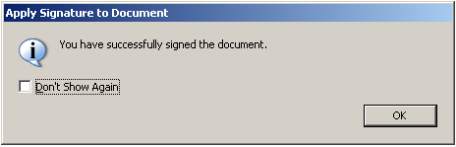 Apply Signature to Document
You have successfully signed the document.
Don't Show Again
OK